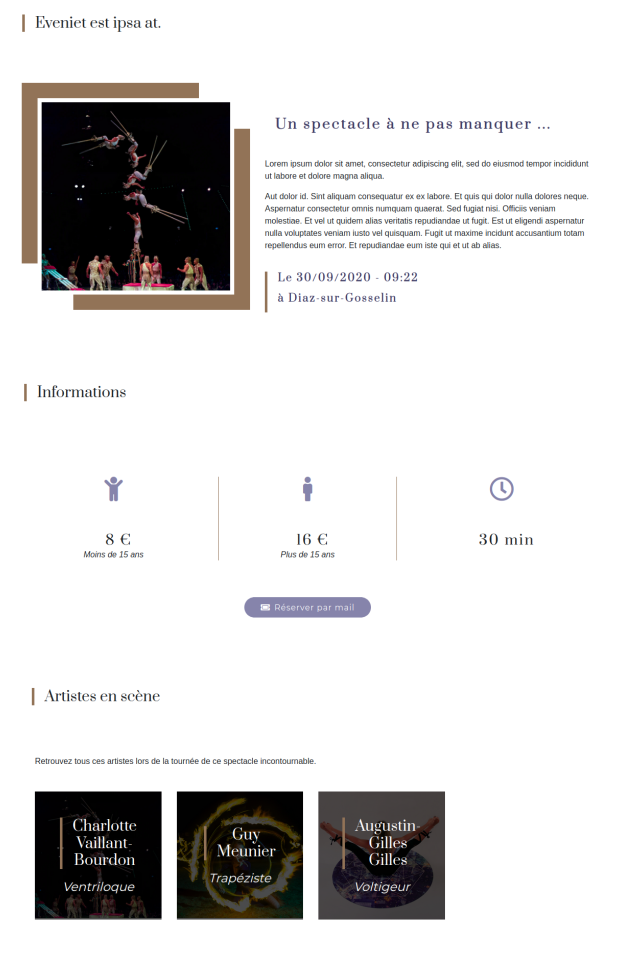 Eveniet est ipsa at.
Un spectacle à ne pas manquer ...
Lorem ipsum dolor sit amet, consectetur adipiscing elit, sed do eiusmod tempor incididunt
ut labore et dolore magna aliqua.
Aut dolor id. Sint aliquam consequatur ex ex labore. Et quis qui dolor nulla dolores neque.
Aspernatur consectetur omnis numquam quaerat. Sed fugiat nisi. Officiis veniam
molestiae. Et vel ut quidem alias veritatis repudiandae ut fugit. Est ut eligendi aspernatur
nulla voluptates veniam iusto vel quisquam. Fugit ut maxime incidunt accusantium totam
repellendus eum error. Et repudiandae eum iste qui et ut ab alias.
Le 30/09/2020 - 09:22
à Diaz-sur-Gosselin
Informations
8 €
Moins de 15 ans
16 €
Plus de 15 ans
30 min
Réserver par mail
Artistes en scène
Retrouvez tous ces artistes lors de la tournée de ce spectacle incontournable.
Charlotte
Vaillant-
Bourdon
Ventriloque
Guy
Meunier
Trapéziste
Augustin-
Gilles
Gilles
Voltigeur